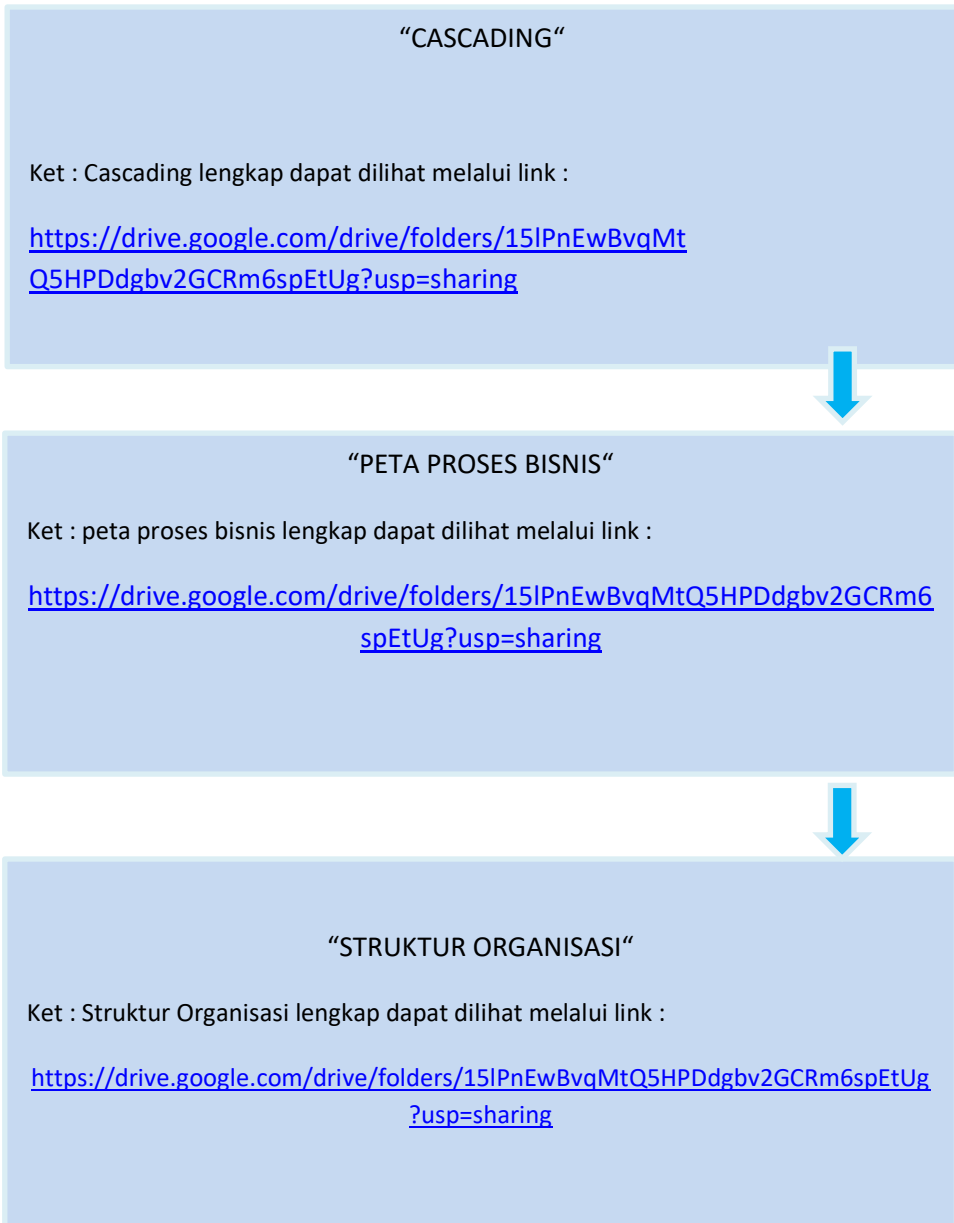 “CASCADING“
Ket : Cascading lengkap dapat dilihat melalui link :
https://drive.google.com/drive/folders/15lPnEwBvqMt
Q5HPDdgbv2GCRm6spEtUg?usp=sharing
“PETA PROSES BISNIS“
Ket : peta proses bisnis lengkap dapat dilihat melalui link :
https://drive.google.com/drive/folders/15lPnEwBvqMtQ5HPDdgbv2GCRm6
spEtUg?usp=sharing
“STRUKTUR ORGANISASI“
Ket : Struktur Organisasi lengkap dapat dilihat melalui link :
https://drive.google.com/drive/folders/15lPnEwBvqMtQ5HPDdgbv2GCRm6spEtUg
?usp=sharing